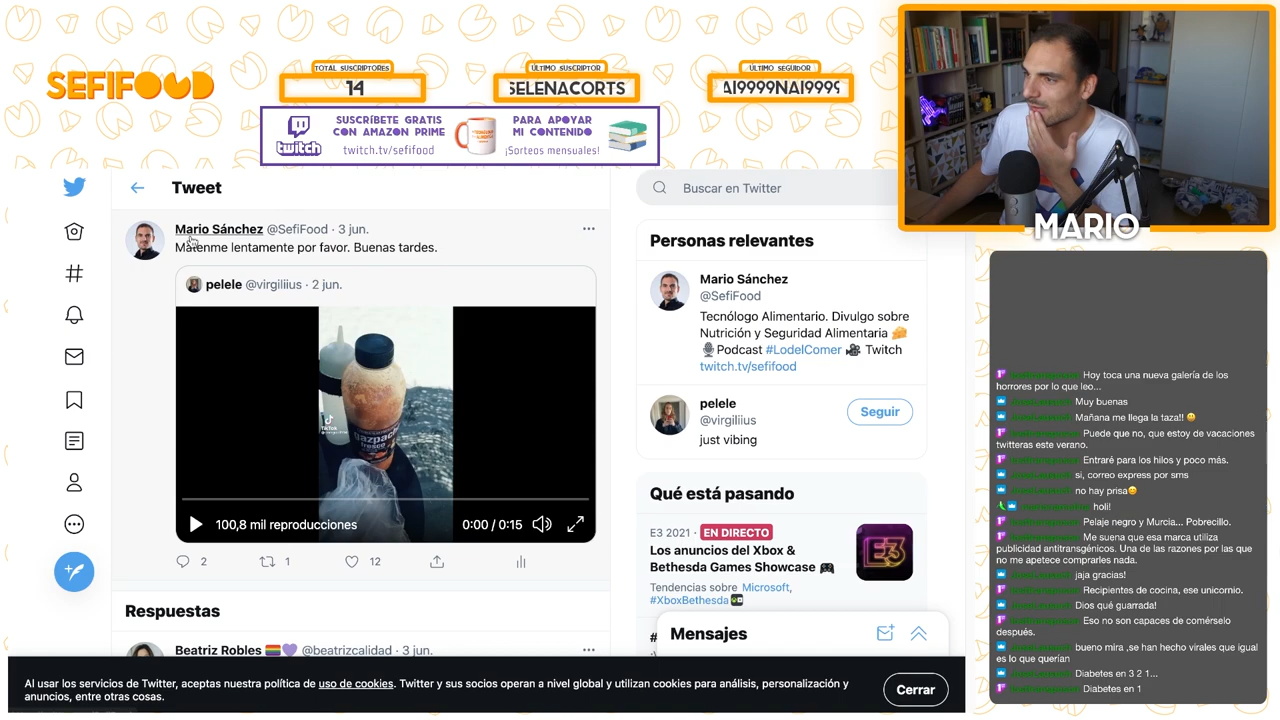 SEFIFOOD
TOTAL SUSCRIPTORES
14
ÚLTIMO SUSCRIPTOR
SELENACORTS
ÚLTIMO SEGUIDOR
AI9999NAI9999
twitch
SUSCRÍBETE GRATIS
CON AMAZON PRIME
twitch.tv/sefifood
PARA APOYAR
MI CONTENIDO
¡Sorteos mensuales!
MARIO
Tweet
Mario Sánchez @SefiFood · 3 jun.
Mátenme lentamente por favor. Buenas tardes.
pelele @virgiliius · 2 jun.
TikTok
gazpacho
fresco
100,8 mil reproducciones
0:00 / 0:15
2
1
12
Respuestas
Beatriz Robles @beatrizcalidad · 3 jun.
Buscar en Twitter
Personas relevantes
Mario Sánchez
@SefiFood
Tecnólogo Alimentario. Divulgo sobre
Nutrición y Seguridad Alimentaria
Podcast #LodelComer Twitch
twitch.tv/sefifood
pelele
@virgiliius
just vibing
Seguir
Qué está pasando
E3 2021 · EN DIRECTO
Los anuncios del Xbox &
Bethesda Games Showcase
Tendencias sobre Microsoft,
#XboxBethesda
E3
Mensajes
Al usar los servicios de Twitter, aceptas nuestra política de uso de cookies. Twitter y sus socios operan a nivel global y utilizan cookies para análisis, personalización y
anuncios, entre otras cosas.
Cerrar
Hoy toca una nueva galería de los
horrores por lo que leo...
Muy buenas
Mañana me llega la taza!!
Puede que no, que estoy de vacaciones
twitteras este verano.
Entraré para los hilos y poco más.
si, correo express por sms
no hay prisa
holi!
Pelaje negro y Murcia... Pobrecillo.
Me suena que esa marca utiliza
publicidad antitransgénicos. Una de las razones por las que
no me apetece comprarles nada.
jaja gracias!
Recipientes de cocina, ese unicornio.
Dios qué guarrada!
Eso no son capaces de comérselo
después.
bueno mira ,se han hecho virales que igual
es lo que querían
Diabetes en 3 2 1...
Diabetes en 1